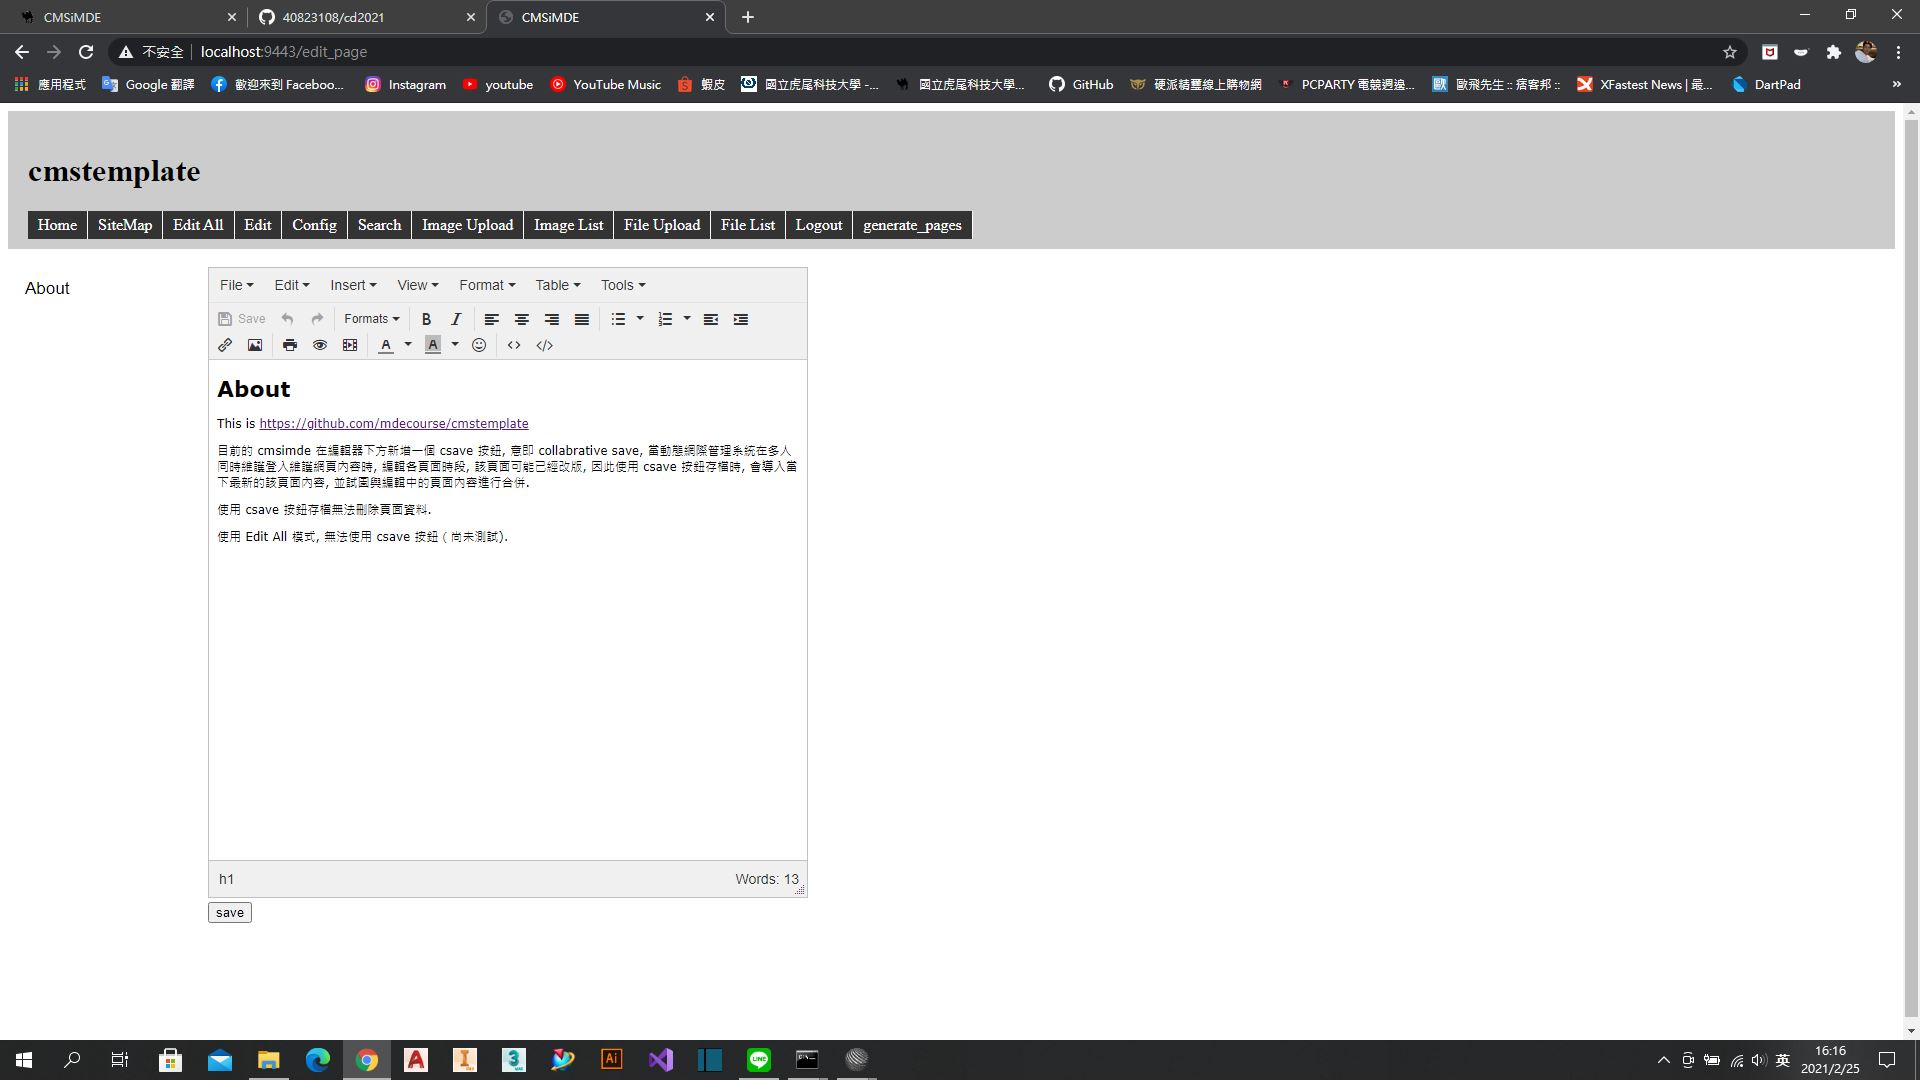 CMSiMDE
40823108/cd2021
CMSiMDE
不安全 localhost:9443/edit_page
應用程式 Google 翻譯 歡迎來到 Faceboo... Instagram youtube YouTube Music 蝦皮 國立虎尾科技大學 -... 國立虎尾科技大學... GitHub 硬派精璽線上購物網 PCPARTY 電競週邊... 歐飛先生 :: 痞客邦 :: XFastest News | 最... DartPad »
cmstemplate
Home SiteMap Edit All Edit Config Search Image Upload Image List File Upload File List Logout generate_pages
About
File Edit Insert View Format Table Tools
Save Formats B I
A A
About
This is https://github.com/mdecourse/cmstemplate
目前的 cmsimde 在編輯器下方新增一個 csave 按鈕, 意即 collabrative save, 當動態網際管理系統在多人
同時維護登入維護網頁內容時, 編輯各頁面時段, 該頁面可能已經改版, 因此使用 csave 按鈕存檔時, 會導入當
下最新的該頁面內容, 並試圖與編輯中的頁面內容進行合併.
使用 csave 按鈕存檔無法刪除頁面資料.
使用 Edit All 模式, 無法使用 csave 按鈕 ( 尚未測試).
h1 Words: 13
save
英 16:16
2021/2/25